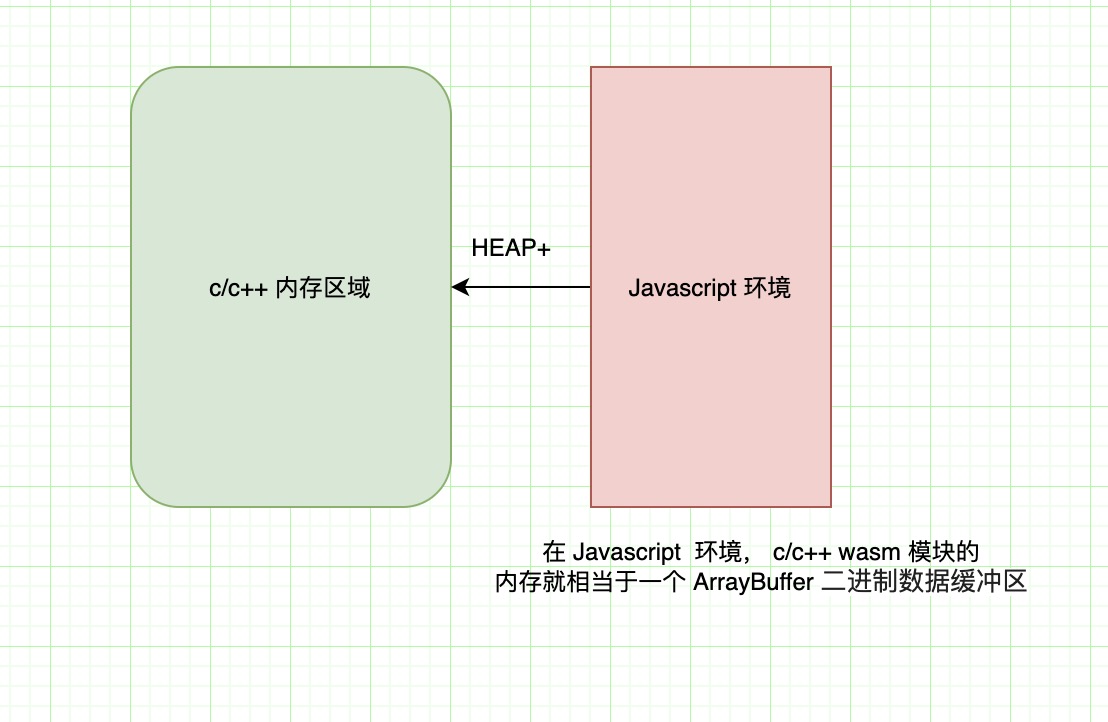 HEAP+
c/c++ 内存区域
Javascript 环境
在 Javascript 环境， c/c++ wasm 模块的
内存就相当于一个 ArrayBuffer 二进制数据缓冲区